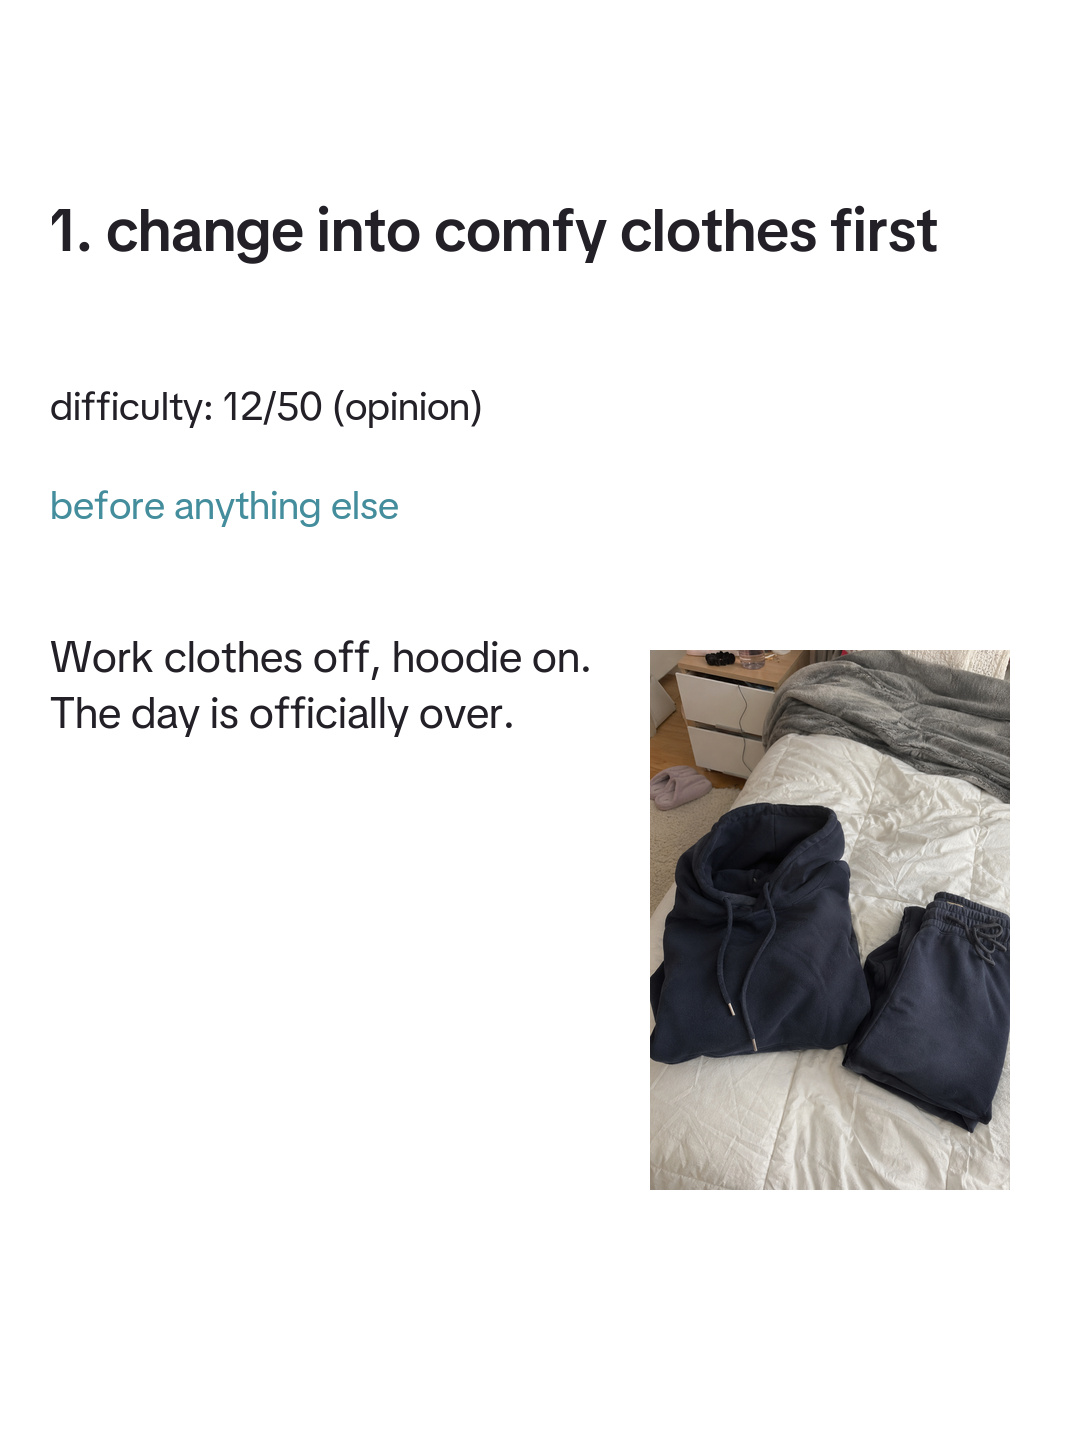 1. change into comfy clothes first
difficulty: 12/50 (opinion)
before anything else
Work clothes off, hoodie on.
The day is officially over.